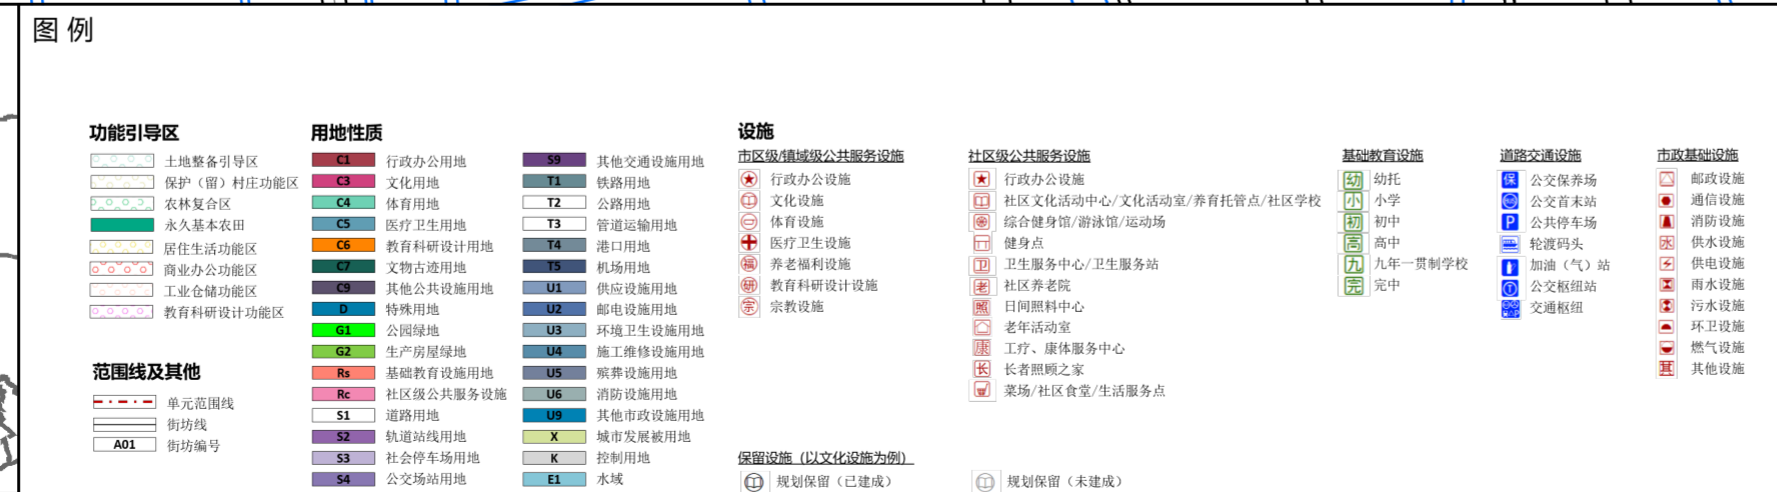 图 例
功能引导区
土地整备引导区
保护（留）村庄功能区
农林复合区
永久基本农田
居住生活功能区
商业办公功能区
工业仓储功能区
教育科研设计功能区
范围线及其他
单元范围线
街坊线
A01 街坊编号
用地性质
C1 行政办公用地
C3 文化用地
C4 体育用地
C5 医疗卫生用地
C6 教育科研设计用地
C7 文物古迹用地
C9 其他公共设施用地
D 特殊用地
G1 公园绿地
G2 生产房屋绿地
Rs 基础教育设施用地
Rc 社区级公共服务设施
S1 道路用地
S2 轨道站线用地
S3 社会停车场用地
S4 公交场站用地
S9 其他交通设施用地
T1 铁路用地
T2 公路用地
T3 管道运输用地
T4 港口用地
T5 机场用地
U1 供应设施用地
U2 邮电设施用地
U3 环境卫生设施用地
U4 施工维修设施用地
U5 殡葬设施用地
U6 消防设施用地
U9 其他市政设施用地
X 城市发展被用地
K 控制用地
E1 水域
设施
市区级/镇域级公共服务设施
行政办公设施
文化设施
体育设施
医疗卫生设施
福 养老福利设施
研 教育科研设计设施
宗 宗教设施
社区级公共服务设施
行政办公设施
社区文化活动中心/文化活动室/养育托管点/社区学校
综合健身馆/游泳馆/运动场
健身点
卫 卫生服务中心/卫生服务站
老 社区养老院
照 日间照料中心
老年活动室
康 工疗、康体服务中心
长 长者照顾之家
菜场/社区食堂/生活服务点
基础教育设施
幼 幼托
小 小学
初 初中
高 高中
九 九年一贯制学校
完 完中
道路交通设施
保 公交保养场
公交首末站
P 公共停车场
轮渡码头
加油（气）站
公交枢纽站
交通枢纽
市政基础设施
邮政设施
通信设施
消防设施
水 供水设施
供电设施
雨水设施
污水设施
环卫设施
燃气设施
其 其他设施
保留设施（以文化设施为例）
规划保留（已建成）
规划保留（未建成）